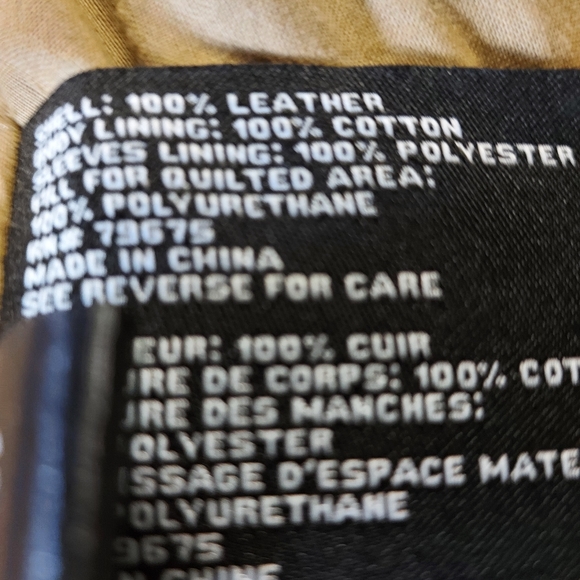 SHELL: 100% LEATHER
BODY LINING: 100% COTTON
SLEEVES LINING: 100% POLYESTER
FILL FOR QUILTED AREA:
100% POLYURETHANE
RN# 79675
MADE IN CHINA
SEE REVERSE FOR CARE
EUR: 100% CUIR
URE DE CORPS: 100% COT
URE DES MANCHES:
OLYESTER
ISSAGE D'ESPACE MATE
POLYURETHANE
9675
N CHINE